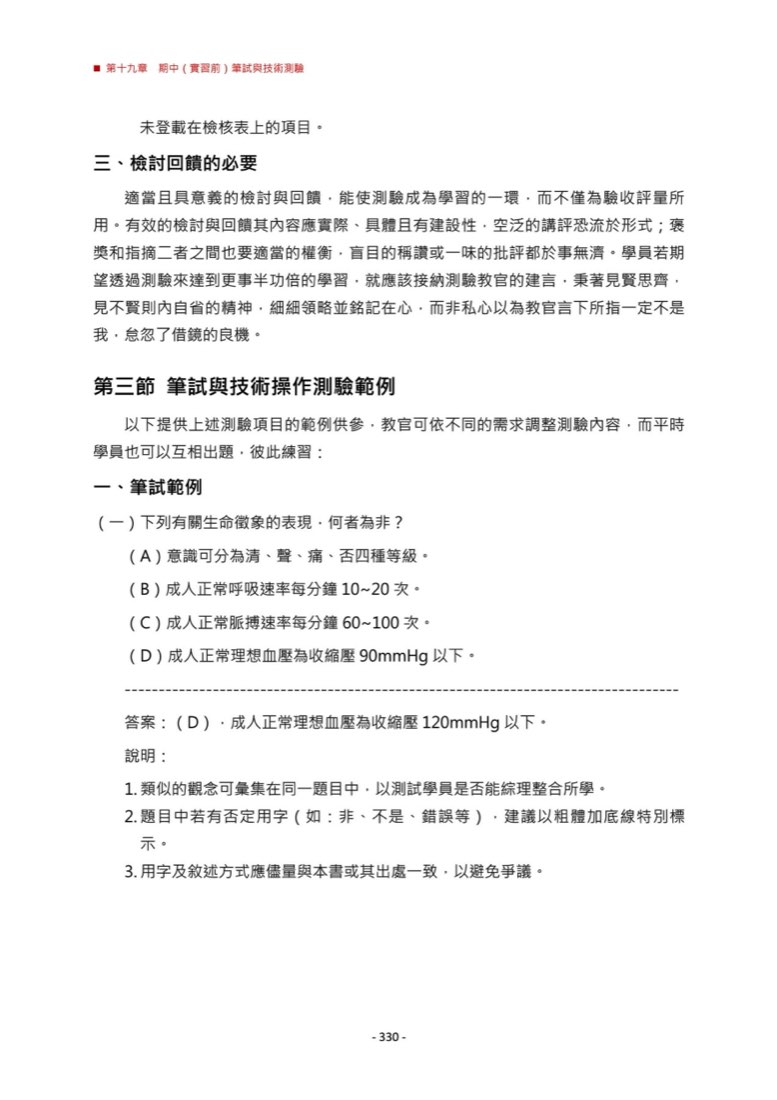 ■ 第十九章 期中（實習前）筆試與技術測驗
未登載在檢核表上的項目。
三、檢討回饋的必要
適當且具意義的檢討與回饋，能使測驗成為學習的一環，而不僅為驗收評量所
用。有效的檢討與回饋其內容應實際、具體且有建設性，空泛的講評恐流於形式；褒
獎和指摘二者之間也要適當的權衡，盲目的稱讚或一味的批評都於事無濟。學員若期
望透過測驗來達到更事半功倍的學習，就應該接納測驗教官的建言，秉著見賢思齊，
見不賢則內自省的精神，細細領略並銘記在心，而非私心以為教官言下所指一定不是
我，怠忽了借鏡的良機。
第三節 筆試與技術操作測驗範例
以下提供上述測驗項目的範例供參，教官可依不同的需求調整測驗內容，而平時
學員也可以互相出題，彼此練習：
一、筆試範例
（一）下列有關生命徵象的表現，何者為非？
（A）意識可分為清、聲、痛、否四種等級。
（B）成人正常呼吸速率每分鐘 10~20 次。
（C）成人正常脈搏速率每分鐘 60~100 次。
（D）成人正常理想血壓為收縮壓 90mmHg 以下。
--------------------------------------------------------------------------------
答案：（D），成人正常理想血壓為收縮壓 120mmHg 以下。
說明：
1. 類似的觀念可彙集在同一題目中，以測試學員是否能綜理整合所學。
2. 題目中若有否定用字（如：非、不是、錯誤等），建議以粗體加底線特別標
示。
3. 用字及敘述方式應儘量與本書或其出處一致，以避免爭議。
- 330 -